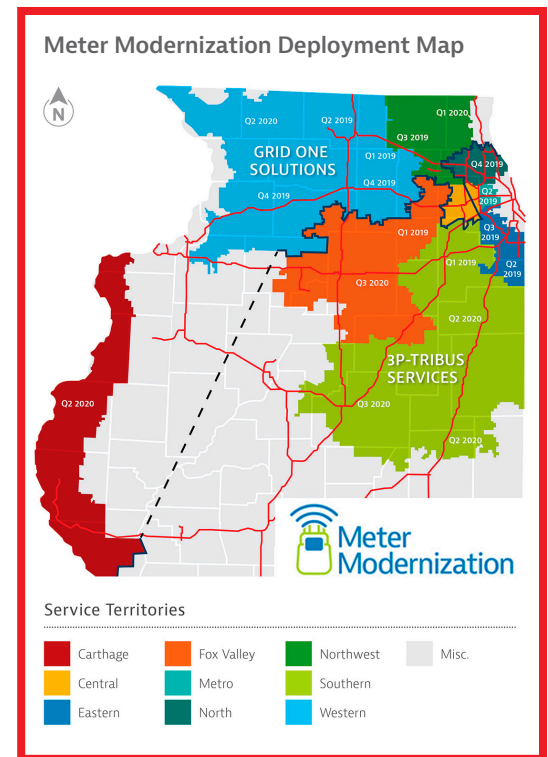 Meter Modernization Deployment Map
N
Q2 2020
Q2 2019
Q1 2020
Q3 2019
GRID ONE
SOLUTIONS
Q1 2019
Q4 2019
Q4 2019
Q4 2019
Q2
2019
Q1 2019
Q3
2019
Q1 2019
Q2
2019
Q3 2020
Q2 2020
3P-TRIBUS
SERVICES
Q2 2020
Q3 2020
Q2 2020
Meter
Modernization
Service Territories
Carthage
Fox Valley
Northwest
Misc.
Central
Metro
Southern
Eastern
North
Western